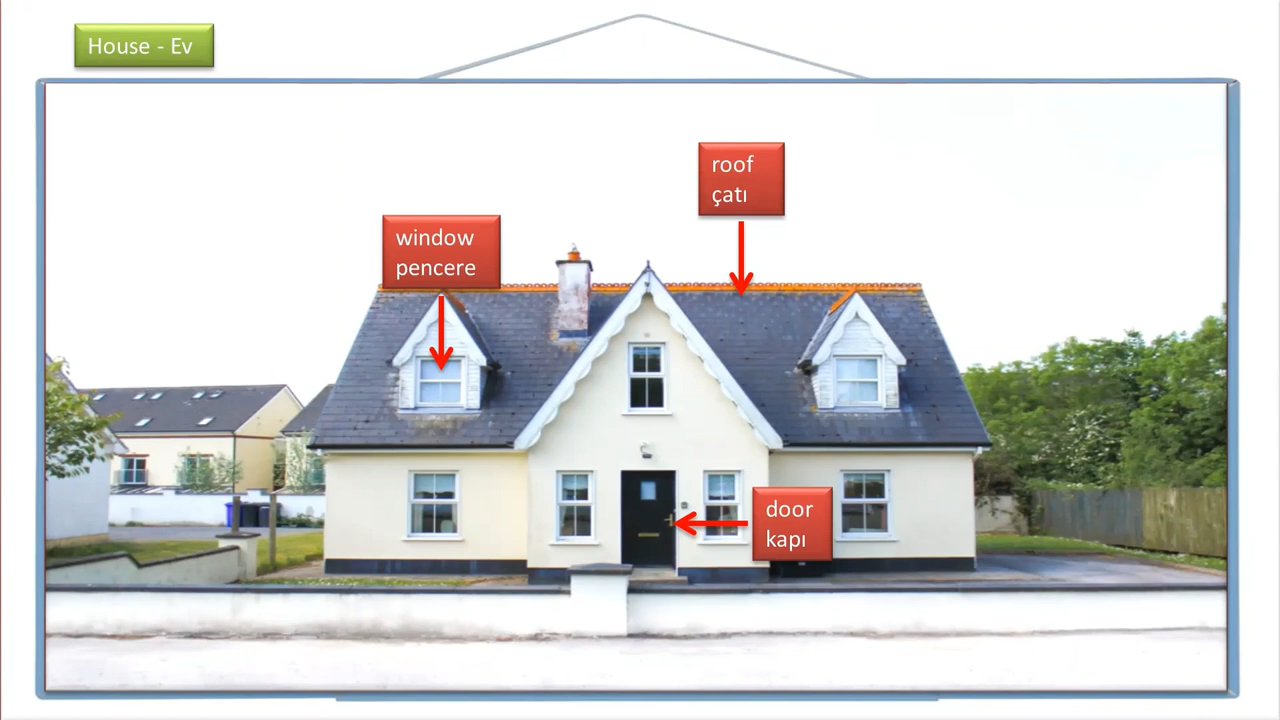 House - Ev
roof
çatı
window
pencere
door
kapı